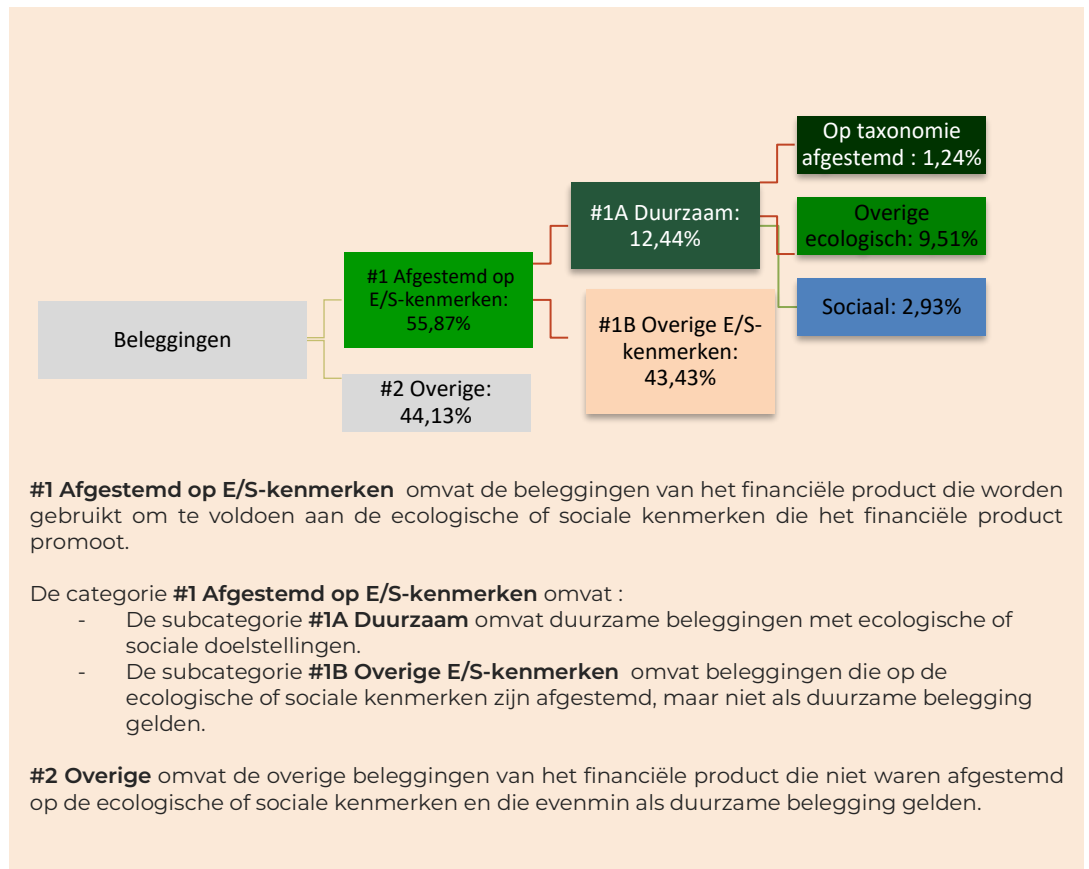 Op taxonomie
afgestemd : 1,24%
#1A Duurzaam:
12,44%
Overige
ecologisch: 9,51%
#1 Afgestemd op
E/S-kenmerken:
55,87%
Sociaal: 2,93%
Beleggingen
#1B Overige E/S-
kenmerken:
43,43%
#2 Overige:
44,13%
#1 Afgestemd op E/S-kenmerken omvat de beleggingen van het financiële product die worden
gebruikt om te voldoen aan de ecologische of sociale kenmerken die het financiële product
promoot.
De categorie #1 Afgestemd op E/S-kenmerken omvat :
- De subcategorie #1A Duurzaam omvat duurzame beleggingen met ecologische of
sociale doelstellingen.
- De subcategorie #1B Overige E/S-kenmerken omvat beleggingen die op de
ecologische of sociale kenmerken zijn afgestemd, maar niet als duurzame belegging
gelden.
#2 Overige omvat de overige beleggingen van het financiële product die niet waren afgestemd
op de ecologische of sociale kenmerken en die evenmin als duurzame belegging gelden.